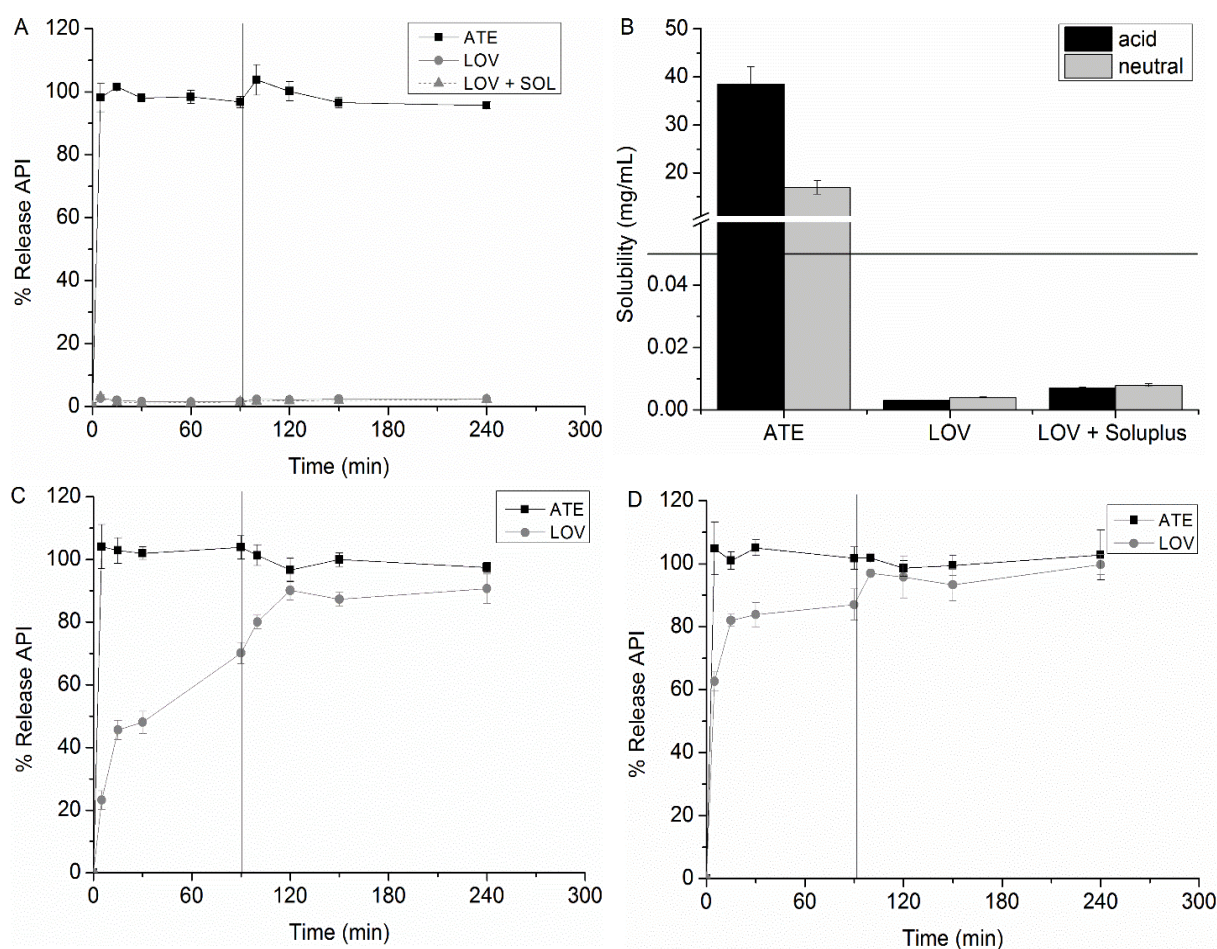 A
ATE
LOV
LOV + SOL
120
100
80
60
40
20
0
% Release API
0 60 120 180 240 300
Time (min)
B
acid
neutral
50
40
30
20
0.04
0.02
0.00
Solubility (mg/mL)
ATE LOV LOV + Soluplus
C
ATE
LOV
120
100
80
60
40
20
0
% Release API
0 60 120 180 240 300
Time (min)
D
ATE
LOV
120
100
80
60
40
20
0
% Release API
0 60 120 180 240 300
Time (min)